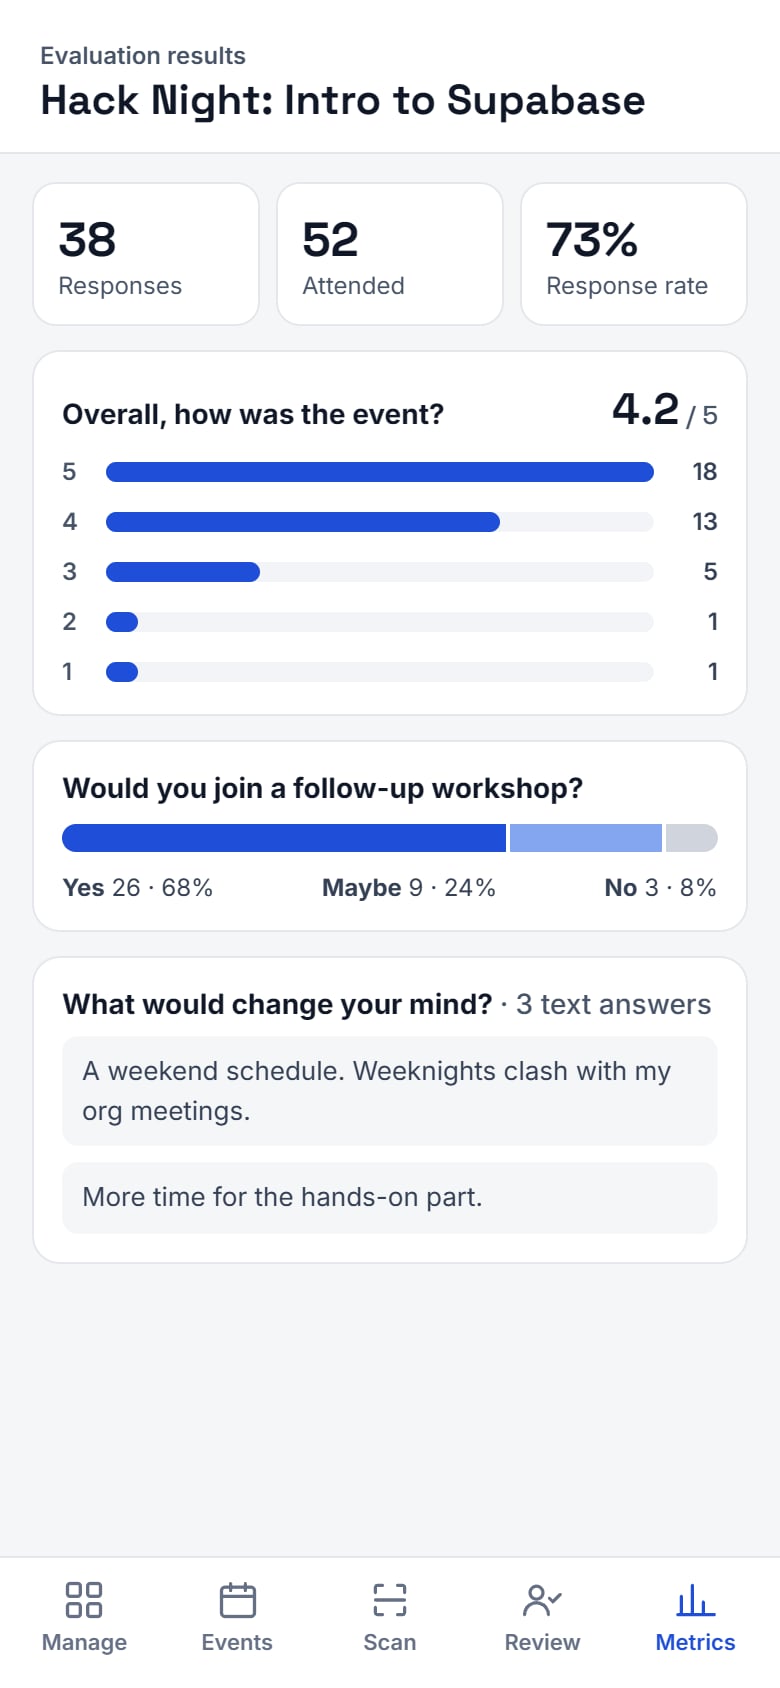 Evaluation results
Hack Night: Intro to Supabase
38
Responses
52
Attended
73%
Response rate
Overall, how was the event?
4.2 / 5
5 18
4 13
3 5
2 1
1 1
Would you join a follow-up workshop?
Yes 26 · 68%
Maybe 9 · 24%
No 3 · 8%
What would change your mind? · 3 text answers
A weekend schedule. Weeknights clash with my
org meetings.
More time for the hands-on part.
Manage
Events
Scan
Review
Metrics